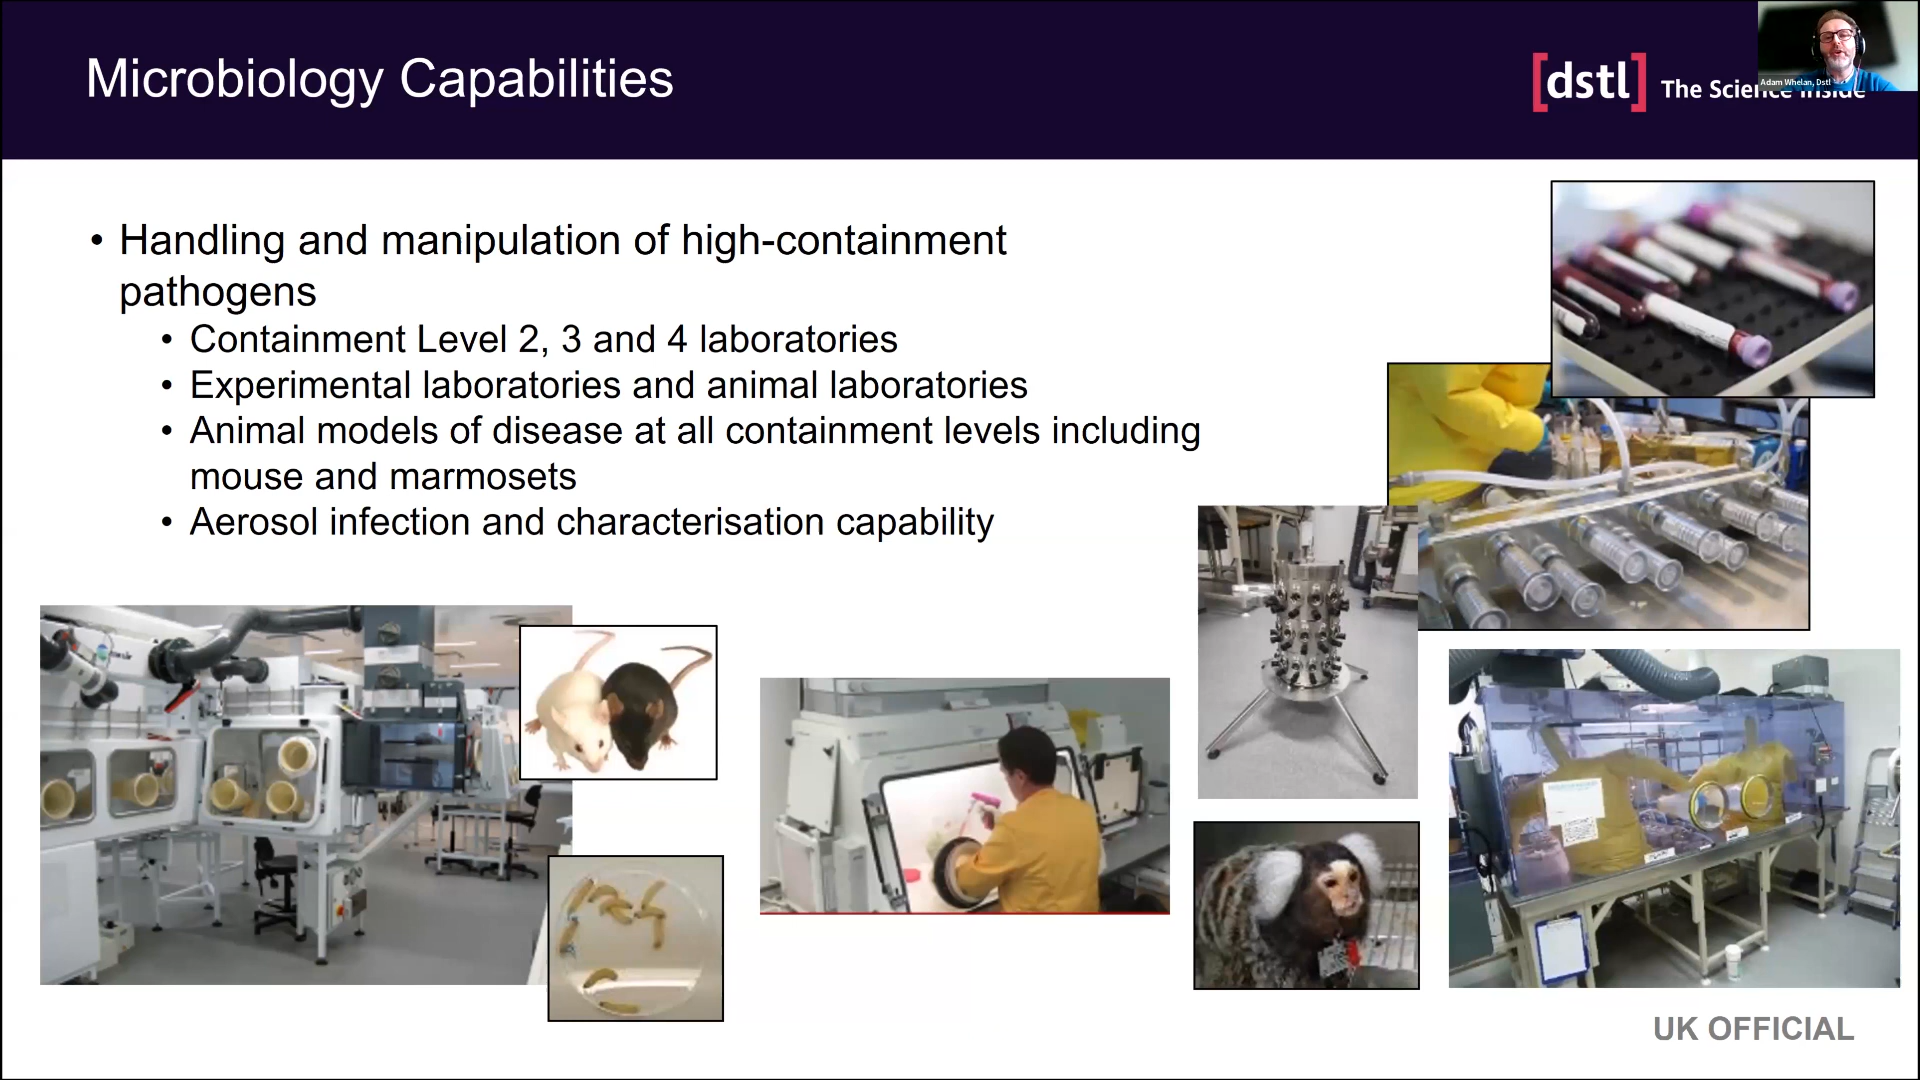 Microbiology Capabilities
[dstl] The Science Inside
Adam Whelan, Dstl
• Handling and manipulation of high-containment
pathogens
• Containment Level 2, 3 and 4 laboratories
• Experimental laboratories and animal laboratories
• Animal models of disease at all containment levels including
mouse and marmosets
• Aerosol infection and characterisation capability
UK OFFICIAL